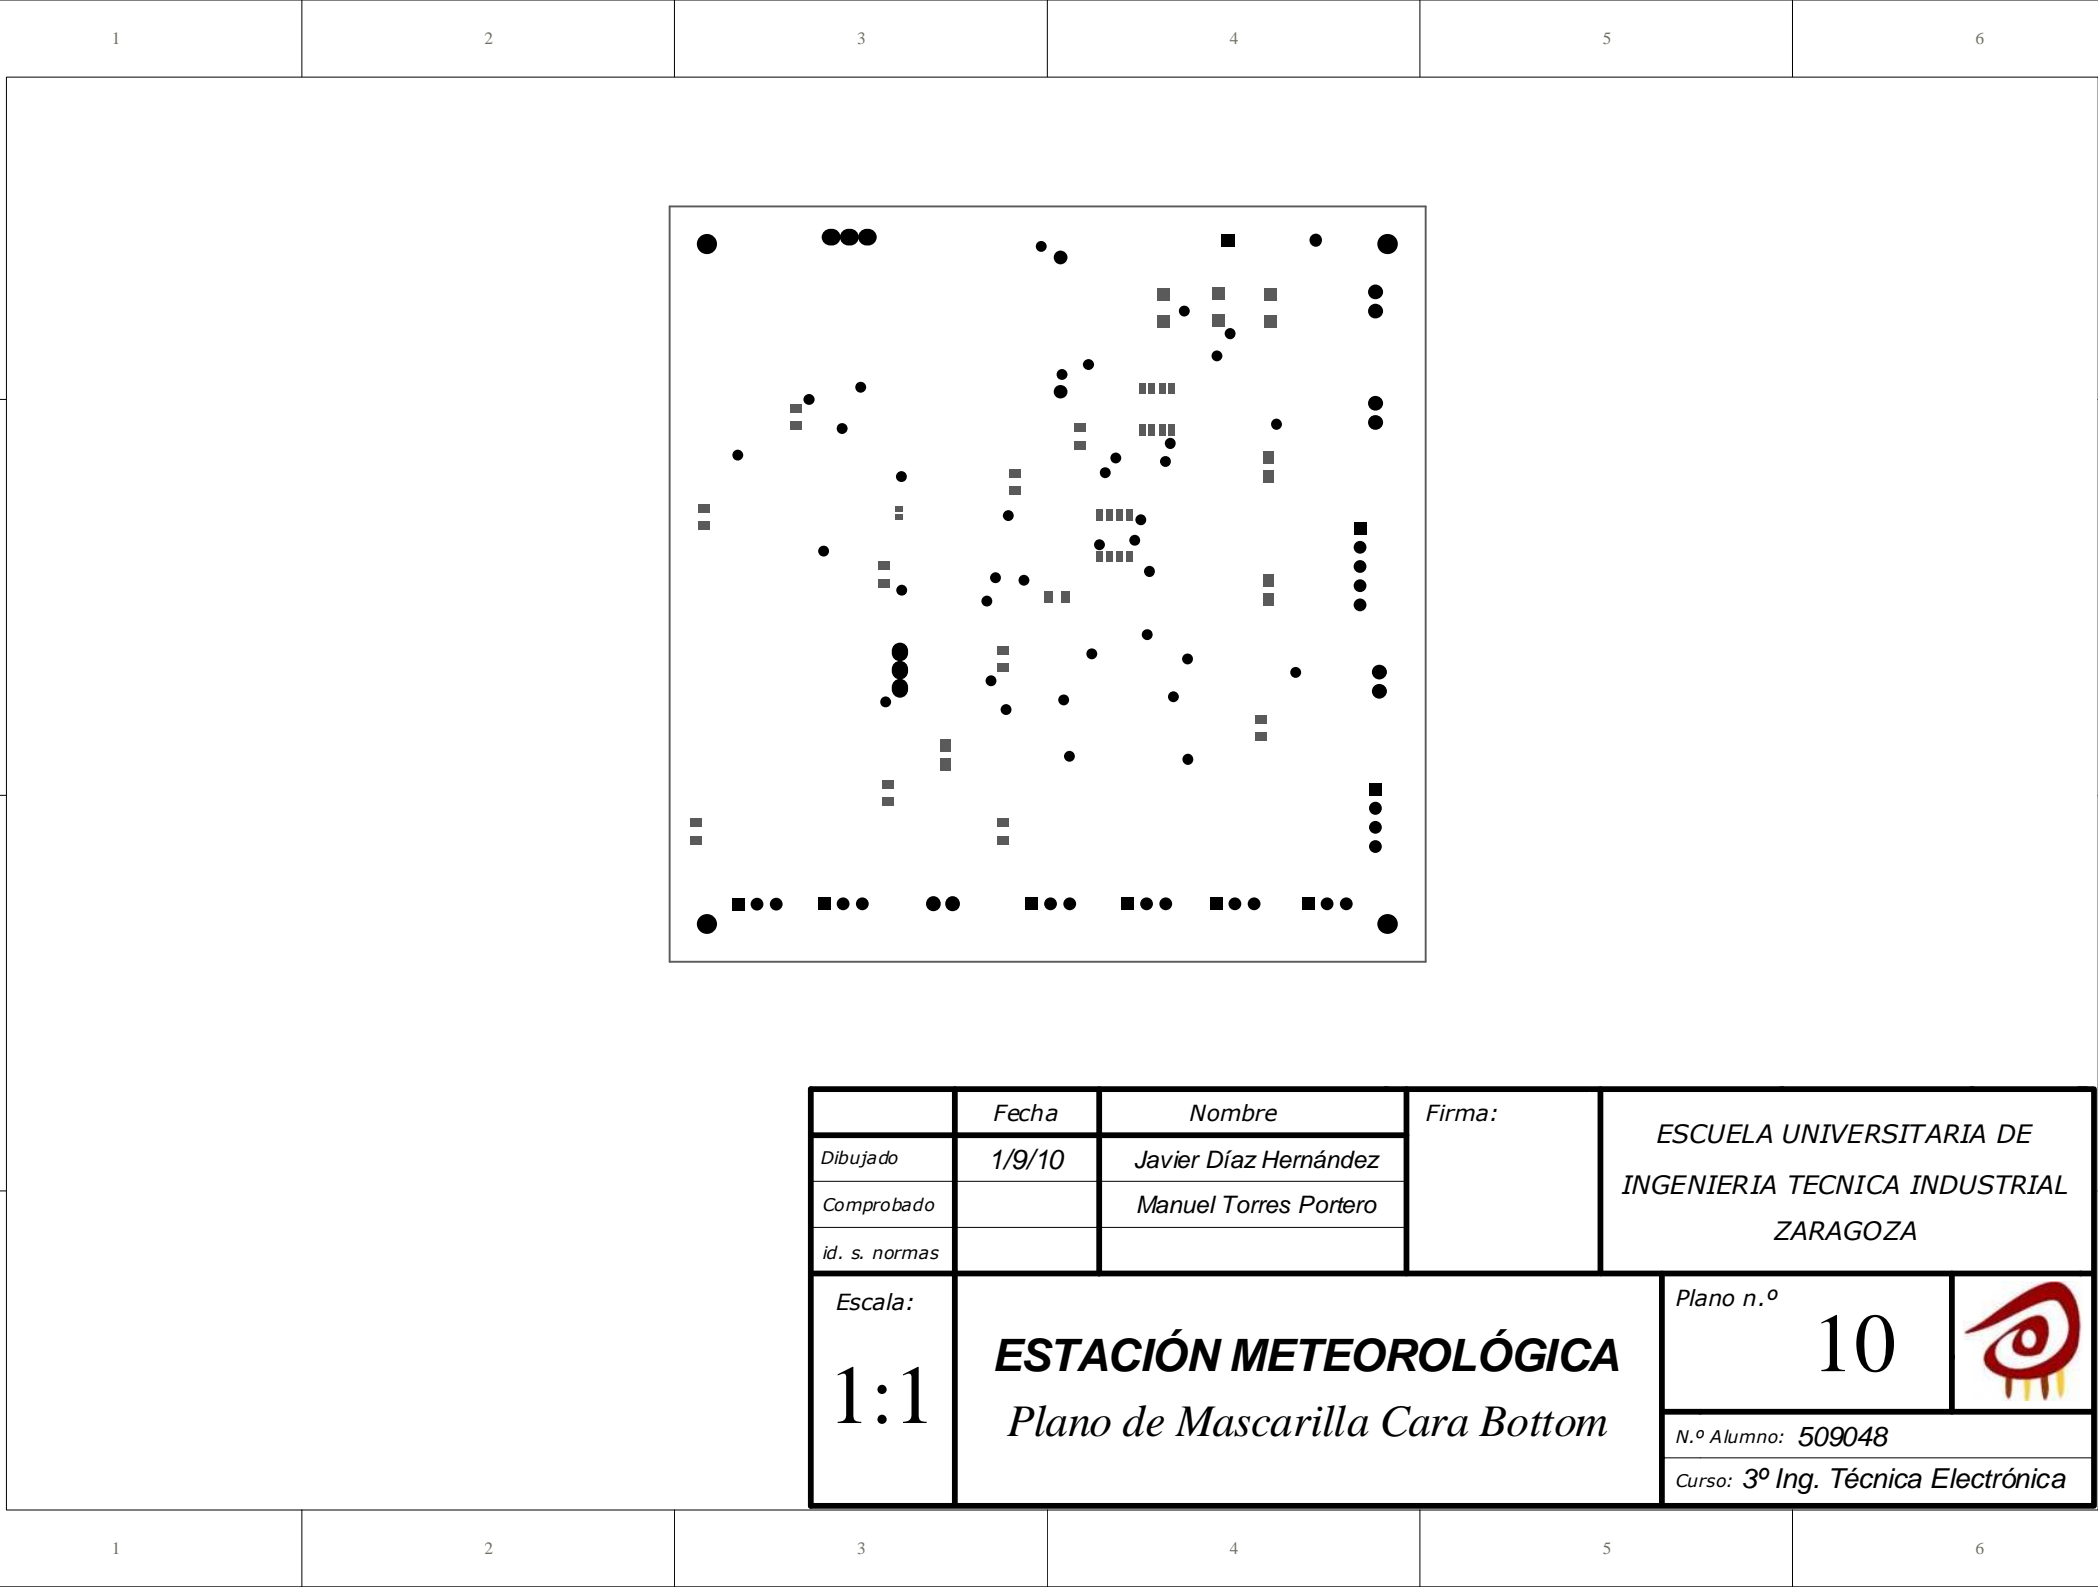 1 2 3 4 5 6
Fecha Nombre Firma:
Dibujado 1/9/10 Javier Díaz Hernández
Comprobado Manuel Torres Portero
id. s. normas
ESCUELA UNIVERSITARIA DE
INGENIERIA TECNICA INDUSTRIAL
ZARAGOZA
Escala:
1:1
ESTACIÓN METEOROLÓGICA
Plano de Mascarilla Cara Bottom
Plano n.º
10
N.º Alumno: 509048
Curso: 3º Ing. Técnica Electrónica
1 2 3 4 5 6